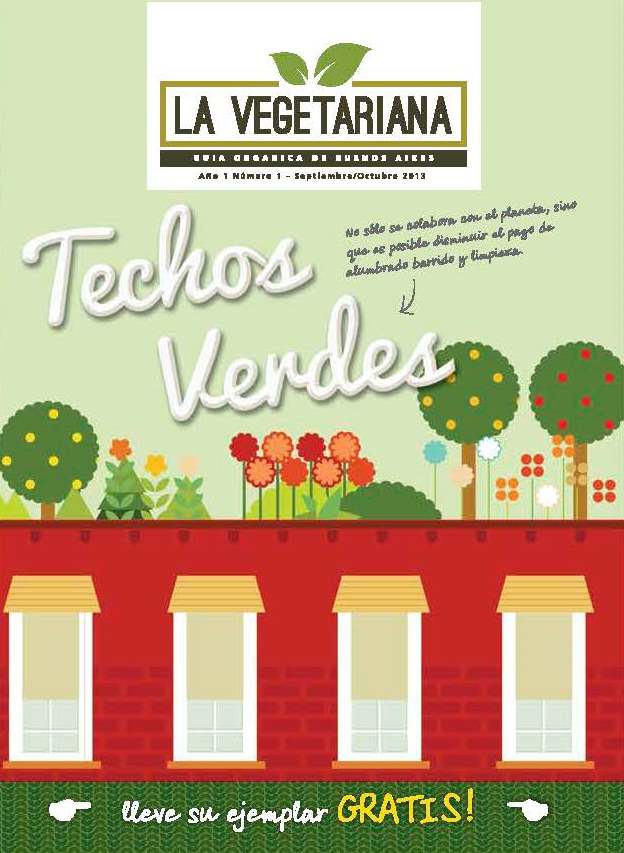 LA VEGETARIANA
GUIA ORGANICA DE BUENOS AIRES
Año 1 Número 1 - Septiembre/Octubre 2013
Techos
Verdes
No sólo se colabora con el planeta, sino
que es posible disminuir el pago de
alumbrado barrido y limpieza.
lleve su ejemplar GRATIS!